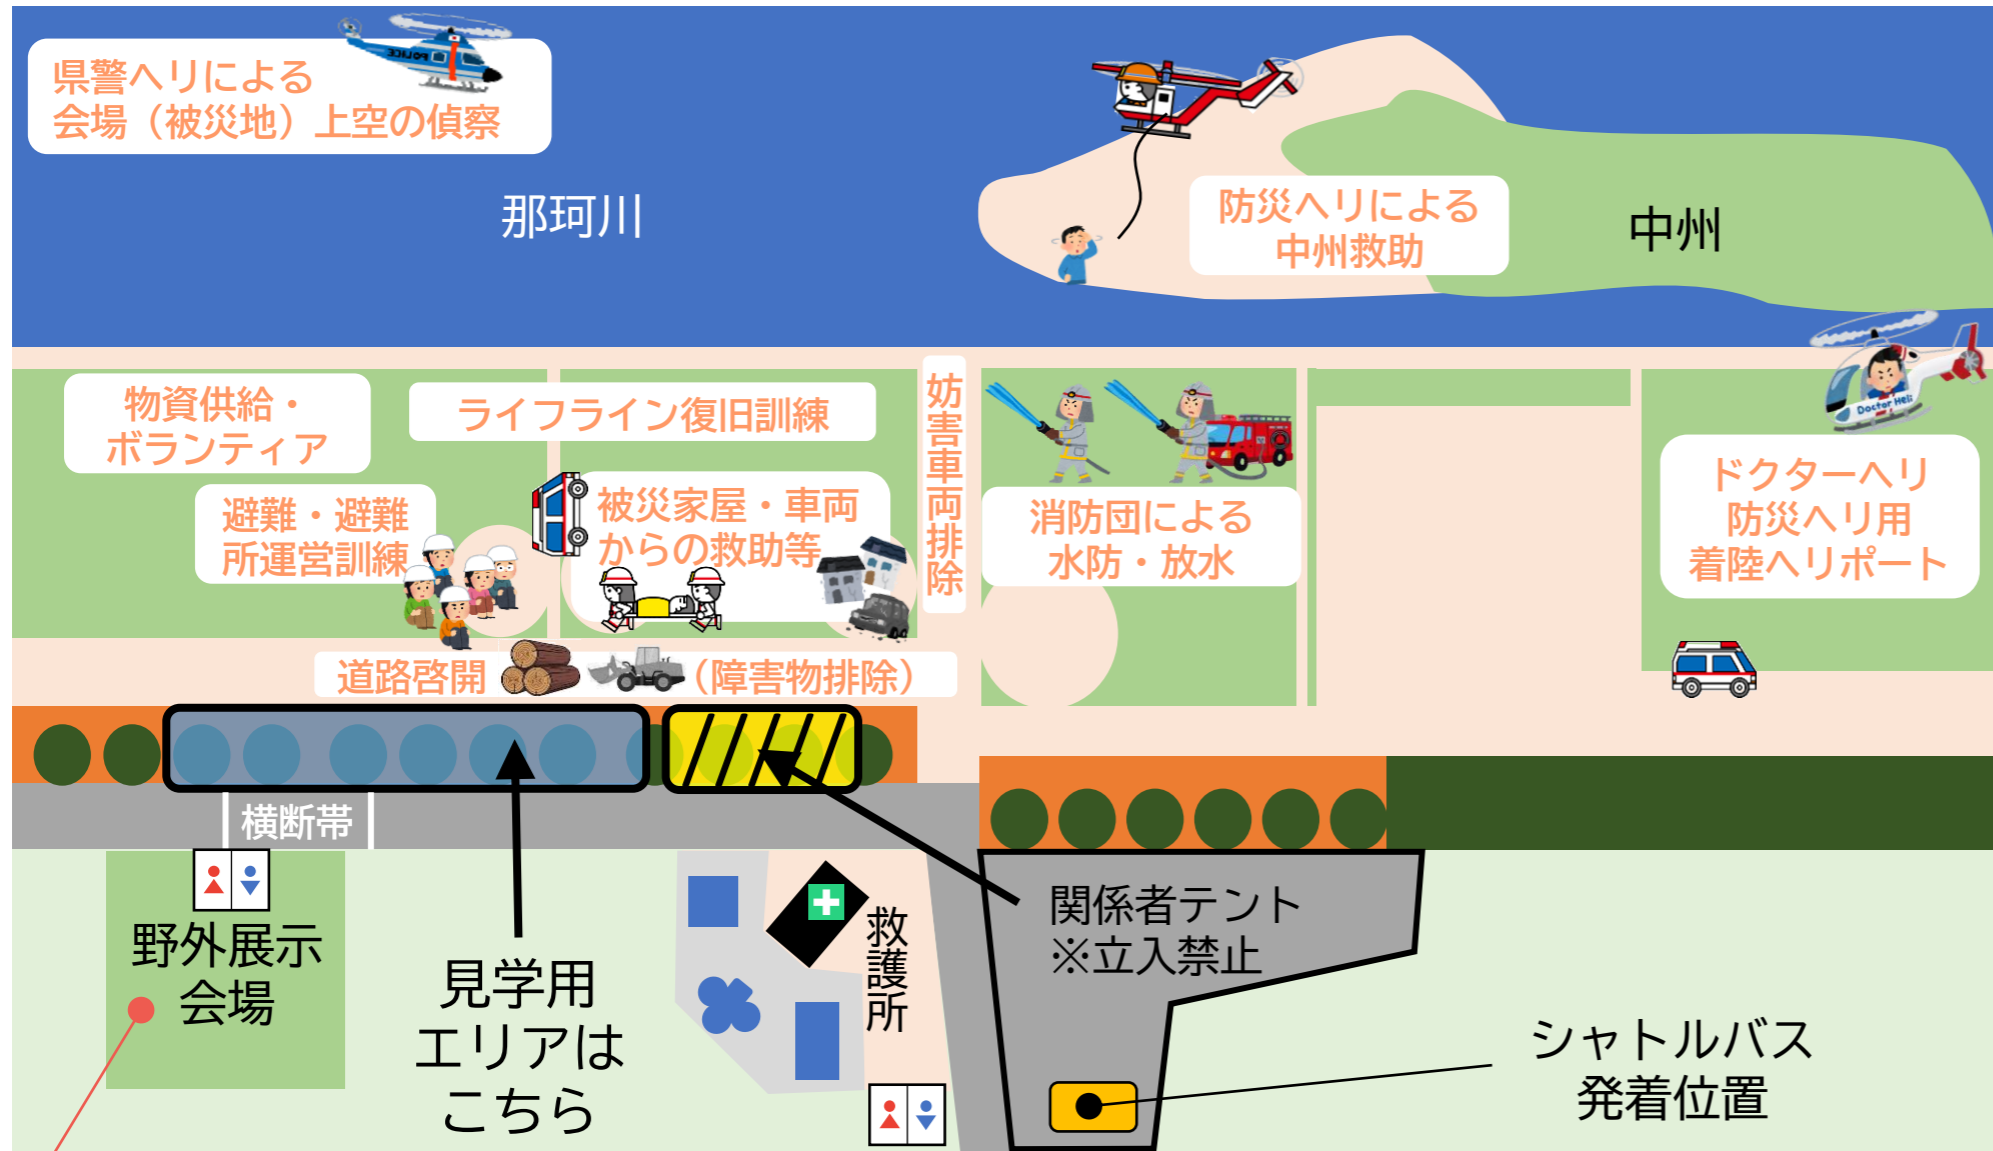 県警ヘリによる
会場（被災地）上空の偵察
POLICE
那珂川
防災ヘリによる
中州救助
中州
物資供給・
ボランティア
ライフライン復旧訓練
避難・避難
所運営訓練
被災家屋・車両
からの救助等
妨害車両排除
消防団による
水防・放水
Doctor Heli
ドクターヘリ
防災ヘリ用
着陸ヘリポート
道路啓開
（障害物排除）
横断帯
野外展示
会場
見学用
エリアは
こちら
救護所
関係者テント
※立入禁止
シャトルバス
発着位置